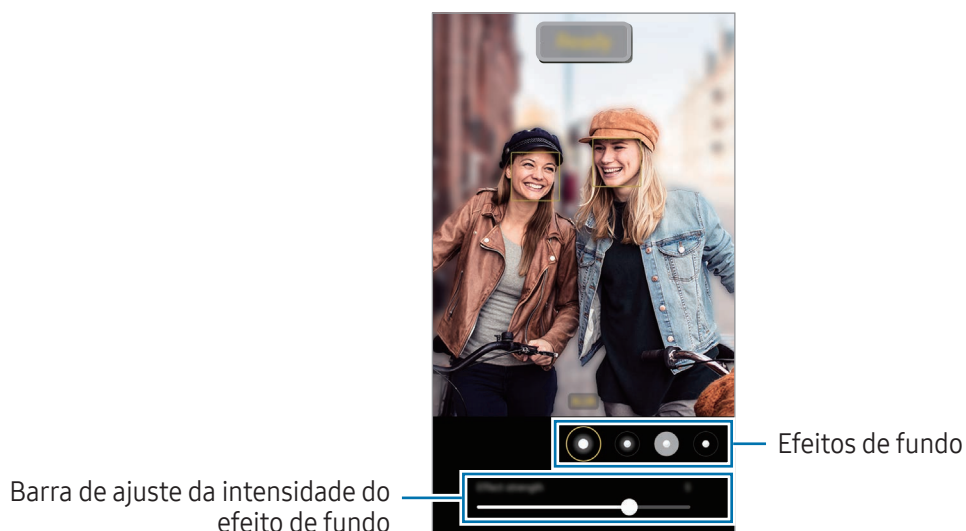 Efeitos de fundo
Barra de ajuste da intensidade do
efeito de fundo